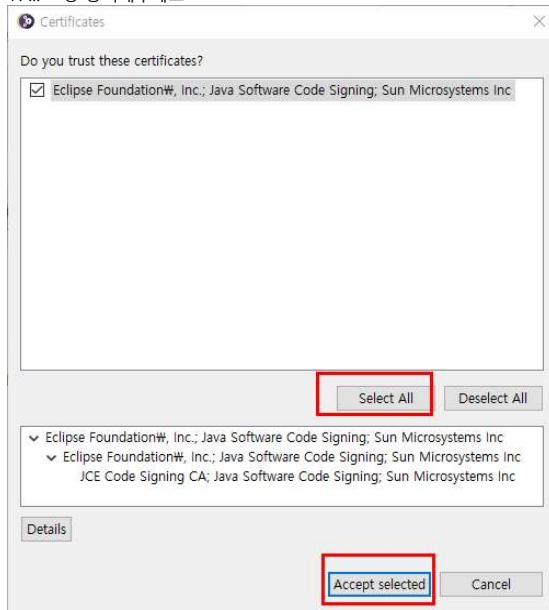 Certificates
Do you trust these certificates?
Eclipse Foundation₩, Inc.; Java Software Code Signing; Sun Microsystems Inc
Select All
Deselect All
Eclipse Foundation₩, Inc.; Java Software Code Signing; Sun Microsystems Inc
Eclipse Foundation₩, Inc.; Java Software Code Signing; Sun Microsystems Inc
JCE Code Signing CA; Java Software Code Signing; Sun Microsystems Inc
Details
Accept selected
Cancel